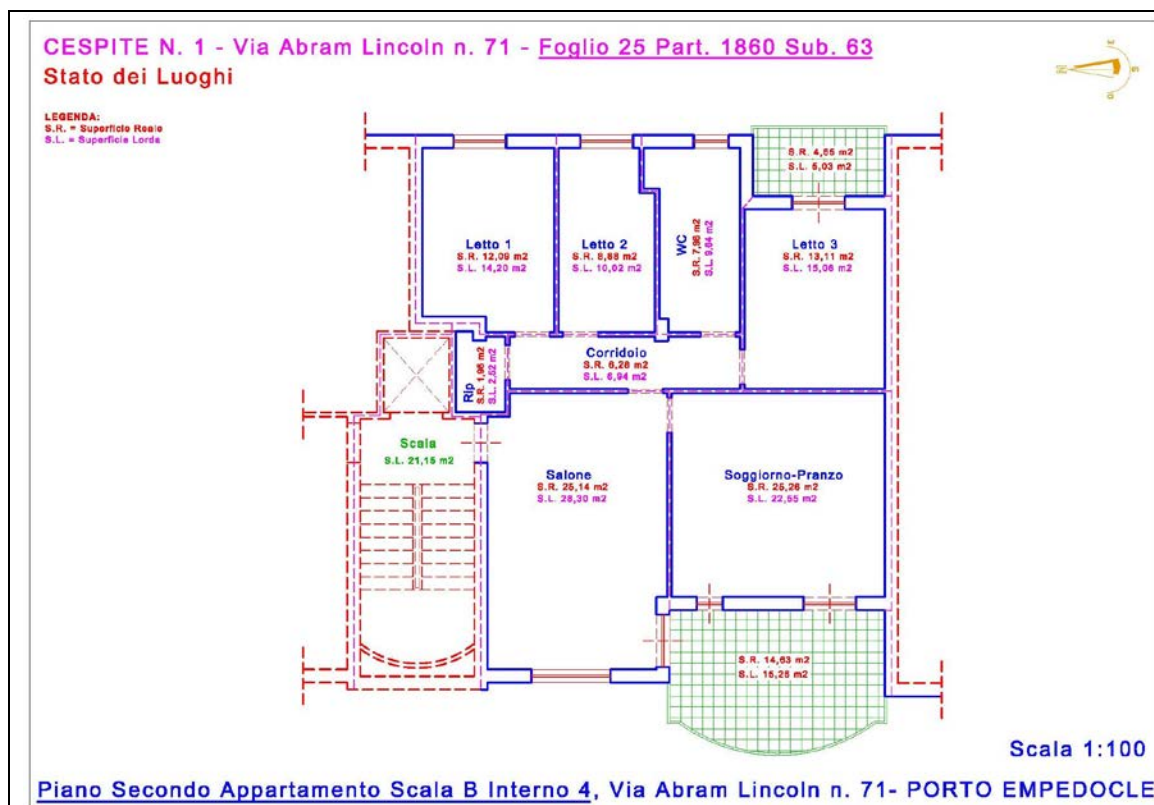 CESPITE N. 1 - Via Abram Lincoln n. 71 - Foglio 25 Part. 1860 Sub. 63
Stato dei Luoghi
LEGENDA:
S.R. = Superficie Reale
S.L. = Superficie Lorda
N
S.R. 4,65 m2
S.L. 5,03 m2
Letto 1
S.R. 12,09 m2
S.L. 14,20 m2
Letto 2
S.R. 8,68 m2
S.L. 10,02 m2
WC
S.R. 7,96 m2
S.L. 9,64 m2
Letto 3
S.R. 13,11 m2
S.L. 15,06 m2
Rip
S.R. 1,96 m2
S.L. 2,52 m2
Corridoio
S.R. 6,26 m2
S.L. 6,94 m2
Scala
S.L. 21,15 m2
Salone
S.R. 25,14 m2
S.L. 28,30 m2
Soggiorno-Pranzo
S.R. 25,26 m2
S.L. 22,55 m2
S.R. 14,63 m2
S.L. 15,25 m2
Scala 1:100
Piano Secondo Appartamento Scala B Interno 4, Via Abram Lincoln n. 71- PORTO EMPEDOCLE